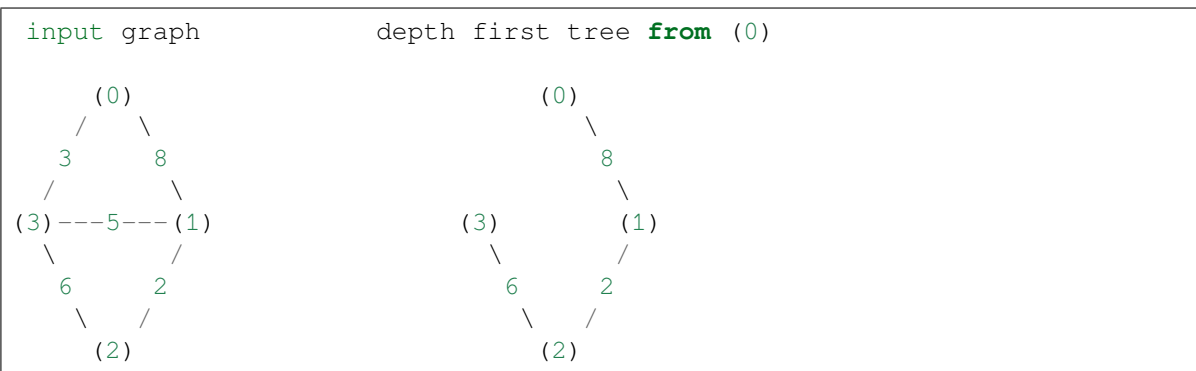 input graph            depth first tree from (0)
     (0)                         (0)
    /   \                           \
   3     8                           8
  /       \                           \
(3)---5---(1)               (3)       (1)
  \       /                   \       /
   6     2                     6     2
    \   /                       \   /
     (2)                         (2)